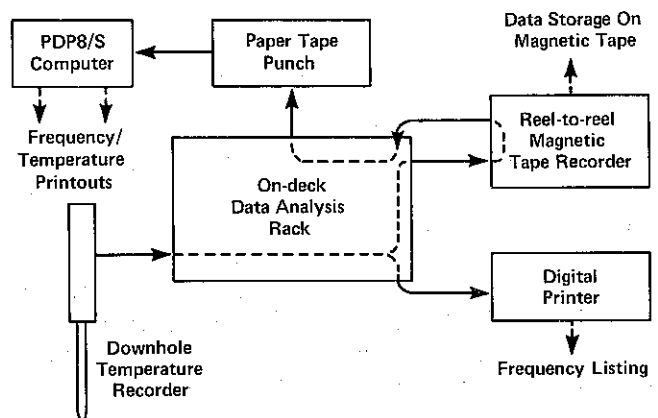 PDP8/S
Computer
Paper Tape
Punch
Data Storage On
Magnetic Tape
Reel-to-reel
Magnetic
Tape Recorder
Frequency/
Temperature
Printouts
On-deck
Data Analysis
Rack
Digital
Printer
Downhole
Temperature
Recorder
Frequency Listing